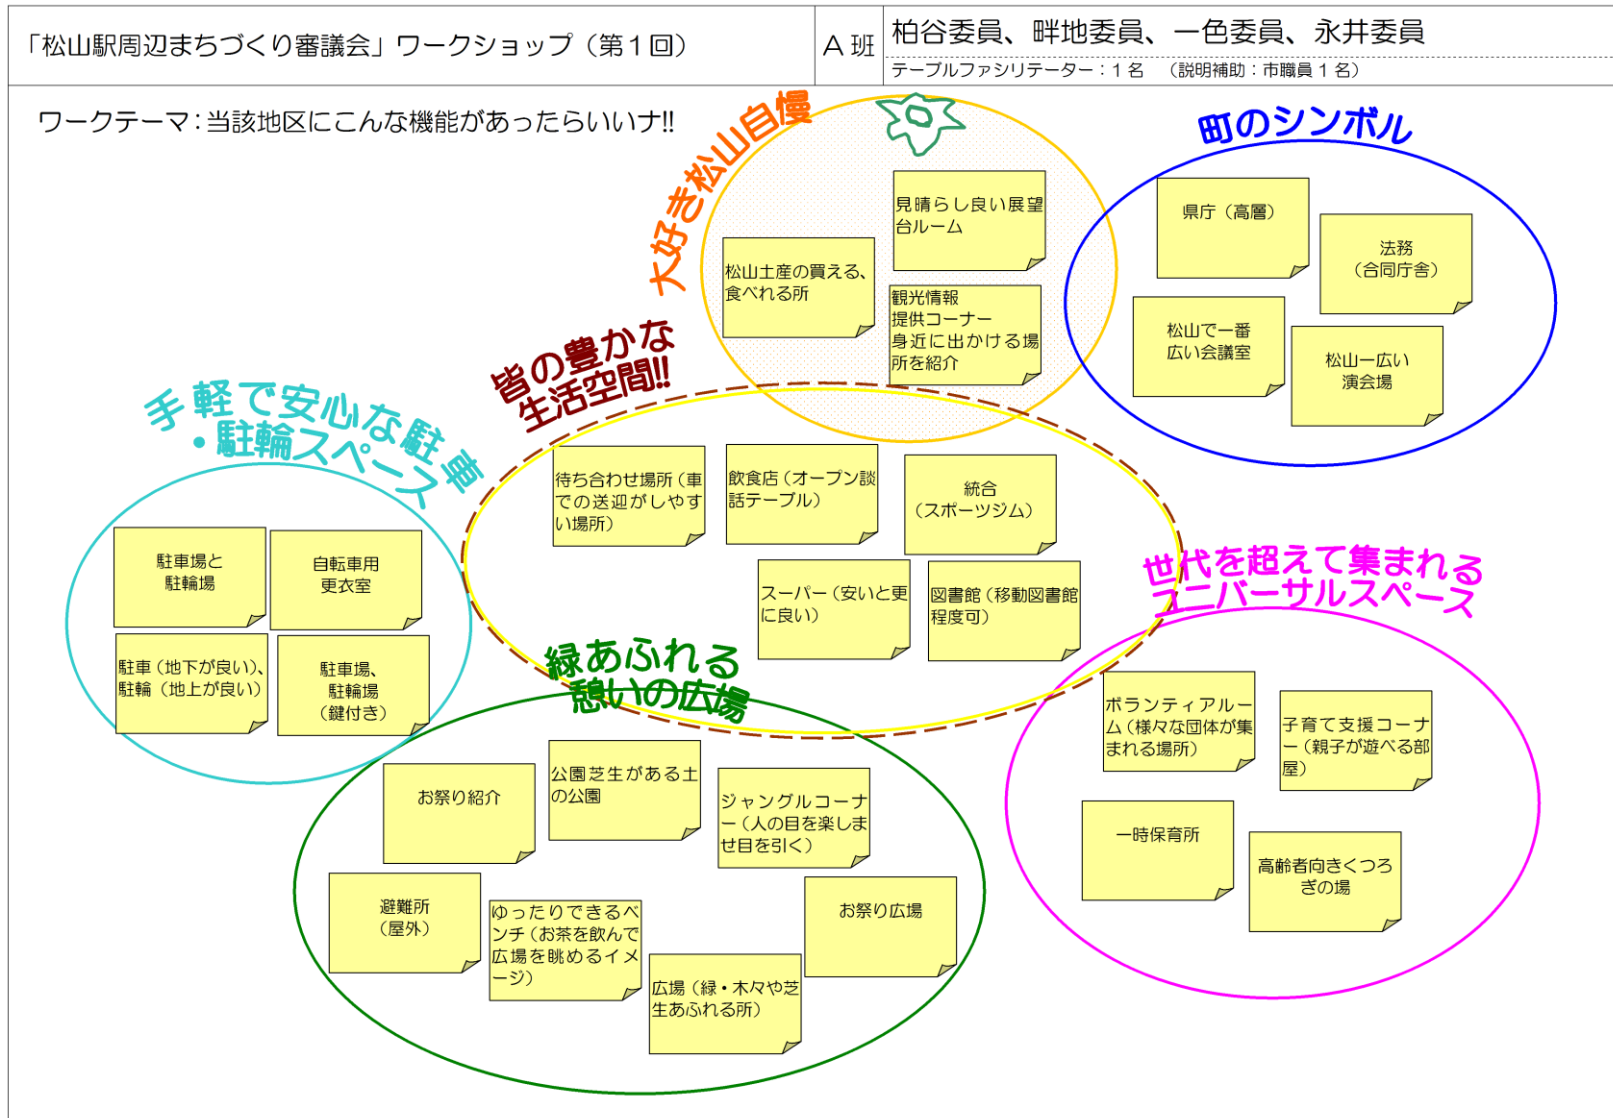 「松山駅周辺まちづくり審議会」ワークショップ（第1回）
A班
柏谷委員、畔地委員、一色委員、永井委員
テーブルファシリテーター：1名　（説明補助：市職員1名）
ワークテーマ：当該地区にこんな機能があったらいいナ!!
大好き松山自慢
見晴らし良い展望
台ルーム
松山土産の買える、
食べれる所
観光情報
提供コーナー
身近に出かける場
所を紹介
町のシンボル
県庁（高層）
法務
（合同庁舎）
松山で一番
広い会議室
松山一広い
演会場
皆の豊かな
生活空間!!
待ち合わせ場所（車
での送迎がしやす
い場所）
飲食店（オープン談
話テーブル）
統合
（スポーツジム）
スーパー（安いと更
に良い）
図書館（移動図書館
程度可）
手軽で安心な駐車
・駐輪スペース
駐車場と
駐輪場
自転車用
更衣室
駐車（地下が良い）、
駐輪（地上が良い）
駐車場、
駐輪場
（鍵付き）
緑あふれる
憩いの広場
お祭り紹介
公園芝生がある土
の公園
ジャングルコーナ
ー（人の目を楽しま
せ目を引く）
避難所
（屋外）
ゆったりできるベ
ンチ（お茶を飲んで
広場を眺めるイメ
ージ）
お祭り広場
広場（緑・木々や芝
生あふれる所）
世代を超えて集まれる
ユニバーサルスペース
ボランティアルー
ム（様々な団体が集
まれる場所）
子育て支援コーナ
ー（親子が遊べる部
屋）
一時保育所
高齢者向きくつろ
ぎの場